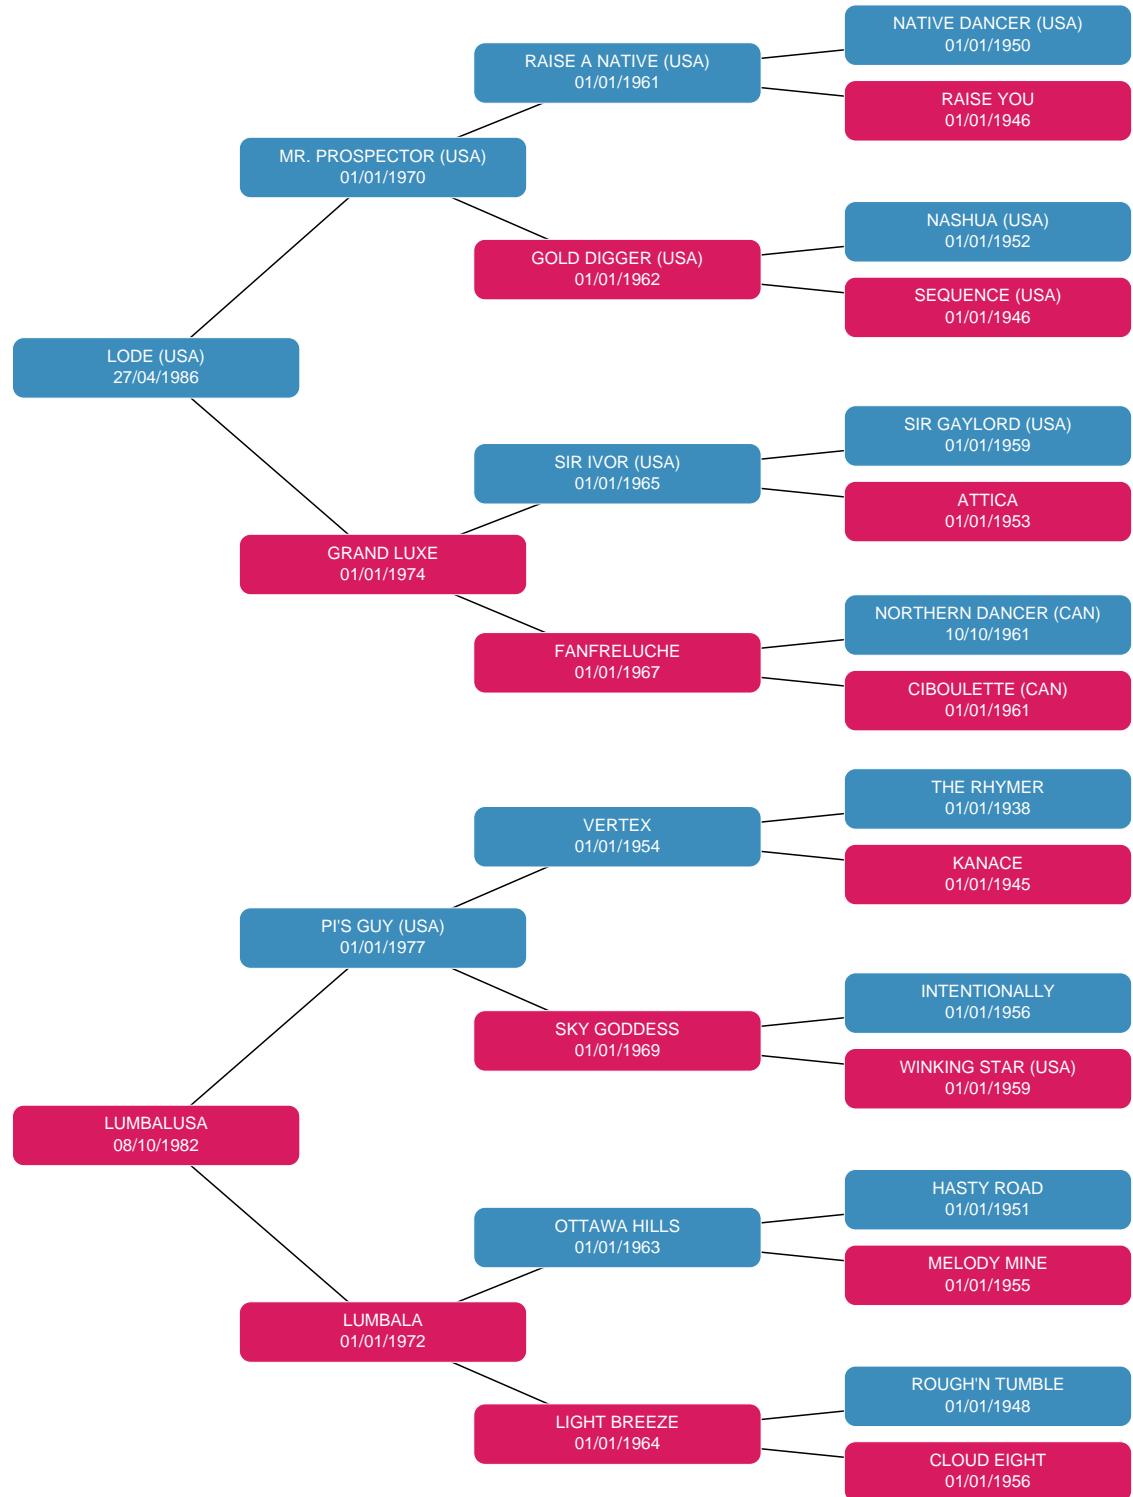 NATIVE DANCER (USA)
01/01/1950
RAISE A NATIVE (USA)
01/01/1961
RAISE YOU
01/01/1946
MR. PROSPECTOR (USA)
01/01/1970
NASHUA (USA)
01/01/1952
GOLD DIGGER (USA)
01/01/1962
SEQUENCE (USA)
01/01/1946
LODE (USA)
27/04/1986
SIR GAYLORD (USA)
01/01/1959
SIR IVOR (USA)
01/01/1965
ATTICA
01/01/1953
GRAND LUXE
01/01/1974
NORTHERN DANCER (CAN)
10/10/1961
FANFRELUCHE
01/01/1967
CIBOULETTE (CAN)
01/01/1961
THE RHYMER
01/01/1938
VERTEX
01/01/1954
KANACE
01/01/1945
PI'S GUY (USA)
01/01/1977
INTENTIONALLY
01/01/1956
SKY GODDESS
01/01/1969
WINKING STAR (USA)
01/01/1959
LUMBALUSA
08/10/1982
HASTY ROAD
01/01/1951
OTTAWA HILLS
01/01/1963
MELODY MINE
01/01/1955
LUMBALA
01/01/1972
ROUGH'N TUMBLE
01/01/1948
LIGHT BREEZE
01/01/1964
CLOUD EIGHT
01/01/1956